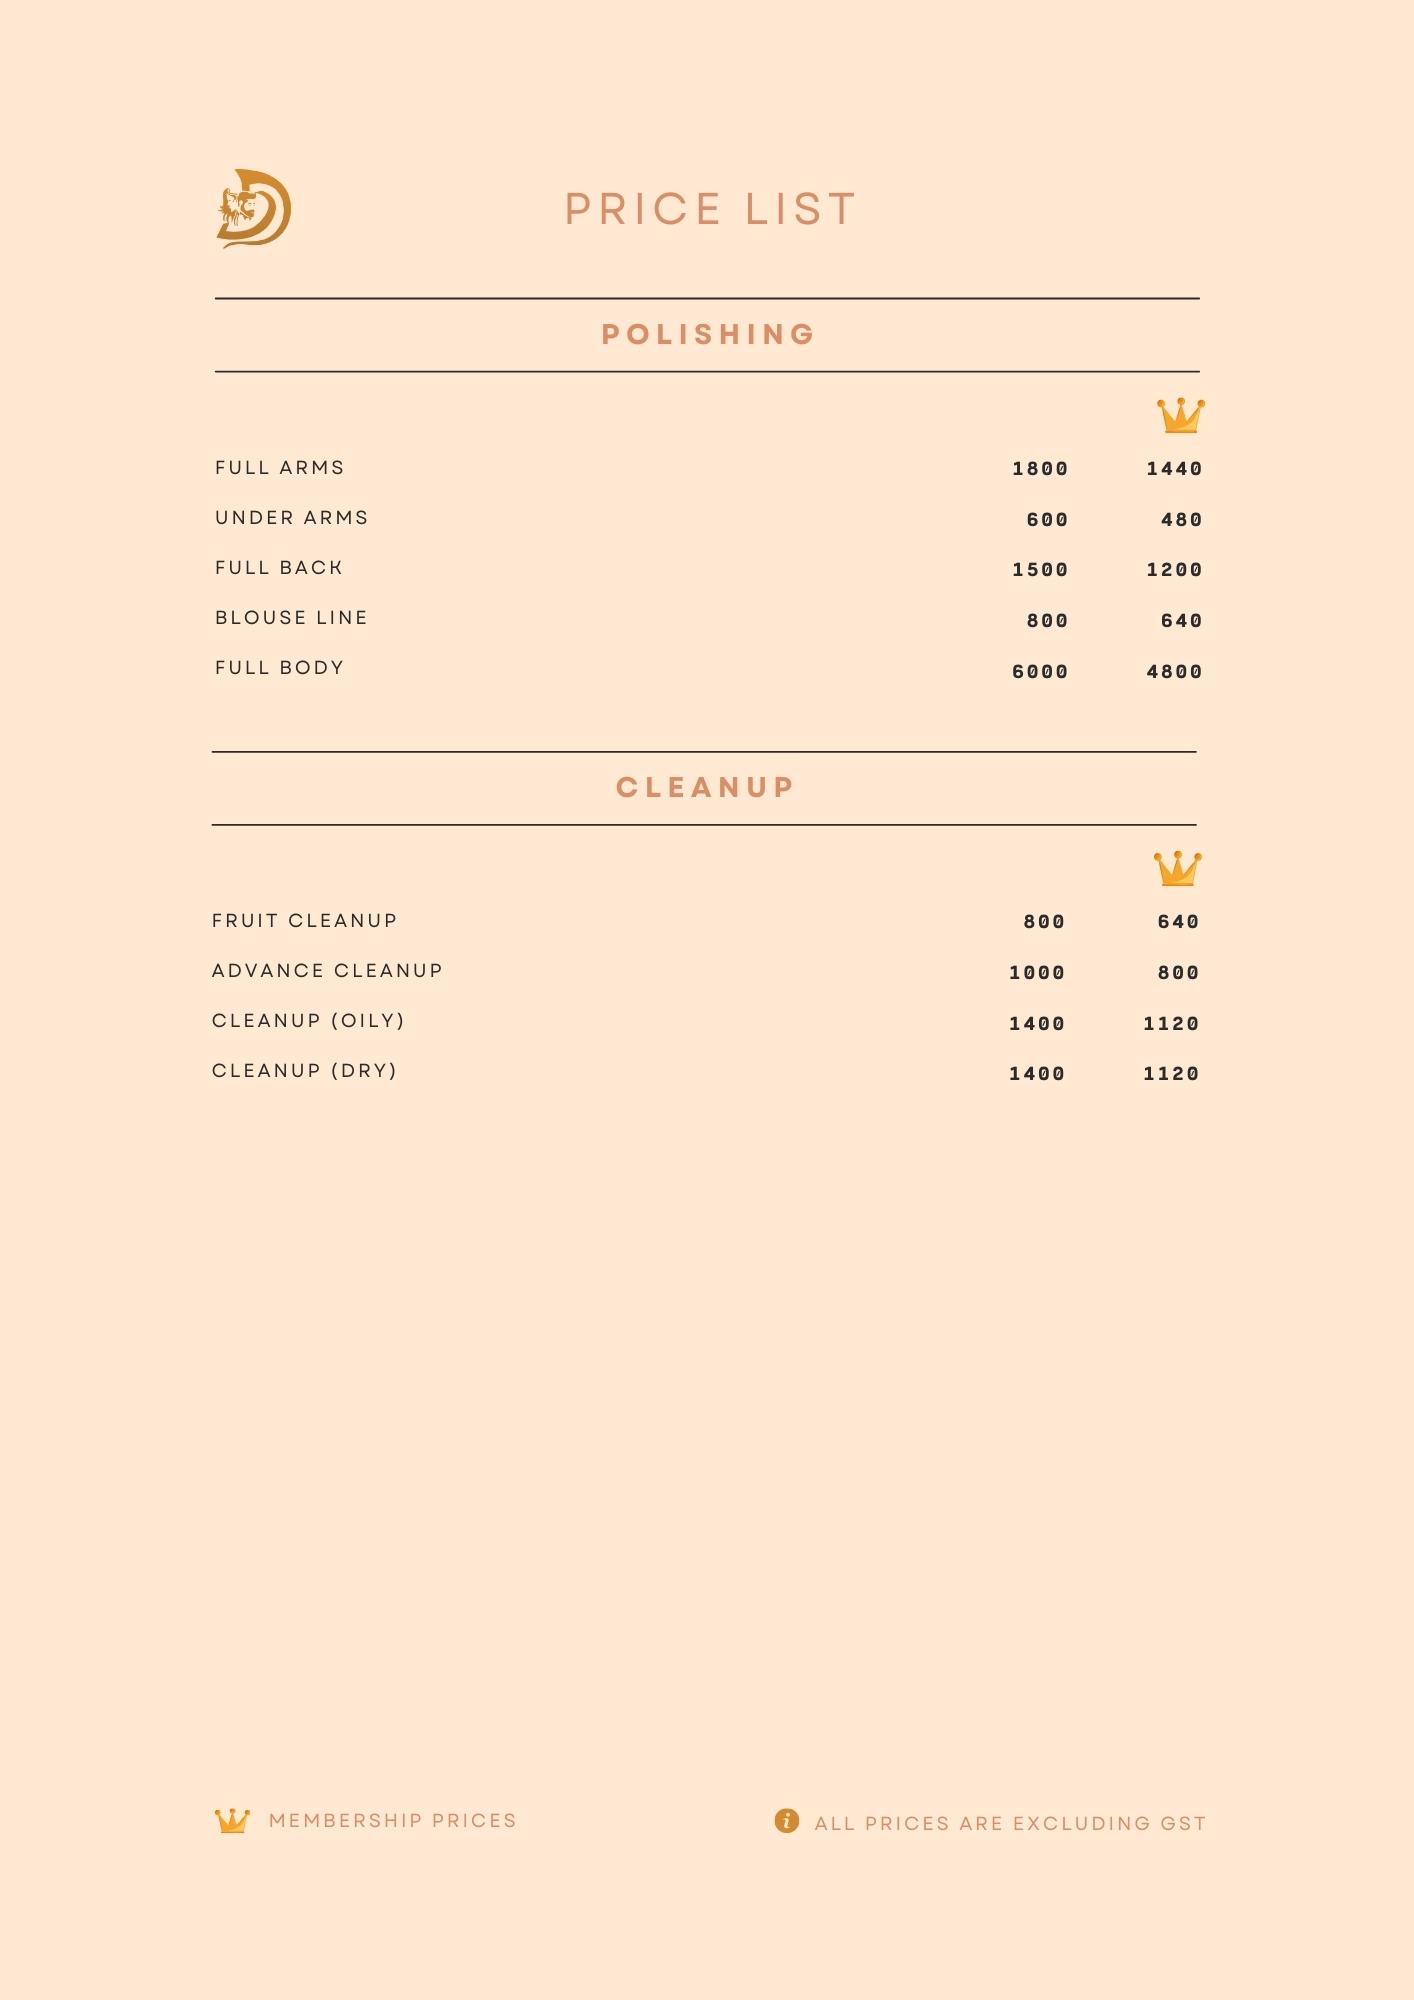 PRICE LIST
POLISHING
FULL ARMS 1800 1440
UNDER ARMS 600 480
FULL BACK 1500 1200
BLOUSE LINE 800 640
FULL BODY 6000 4800
CLEANUP
FRUIT CLEANUP 800 640
ADVANCE CLEANUP 1000 800
CLEANUP (OILY) 1400 1120
CLEANUP (DRY) 1400 1120
MEMBERSHIP PRICES
i ALL PRICES ARE EXCLUDING GST